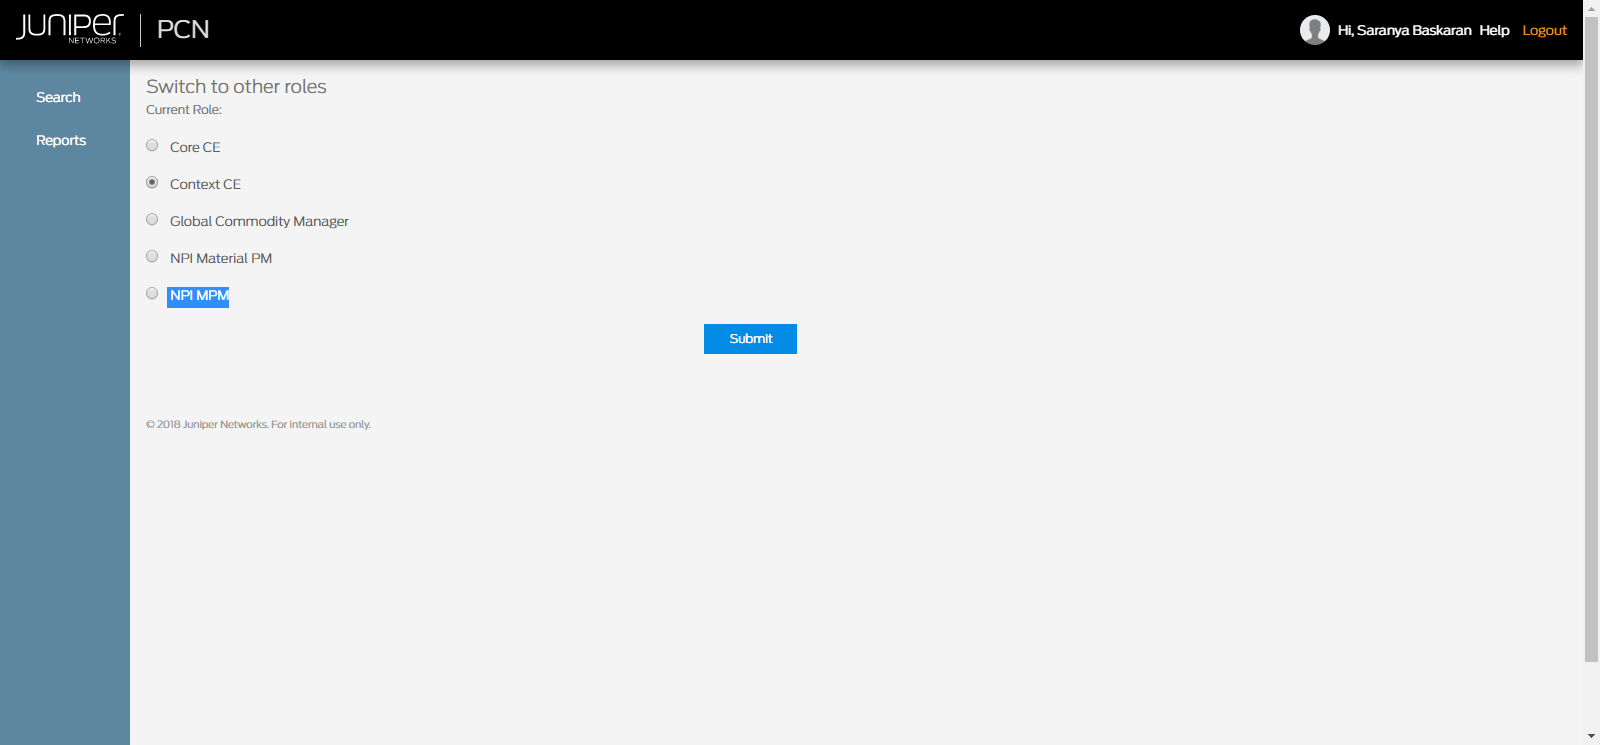 JUNIPER NETWORKS
PCN
Hi, Saranya Baskaran Help Logout
Search
Reports
Switch to other roles
Current Role:
Core CE
Context CE
Global Commodity Manager
NPI Material PM
NPI MPM
Submit
© 2018 Juniper Networks. For internal use only.